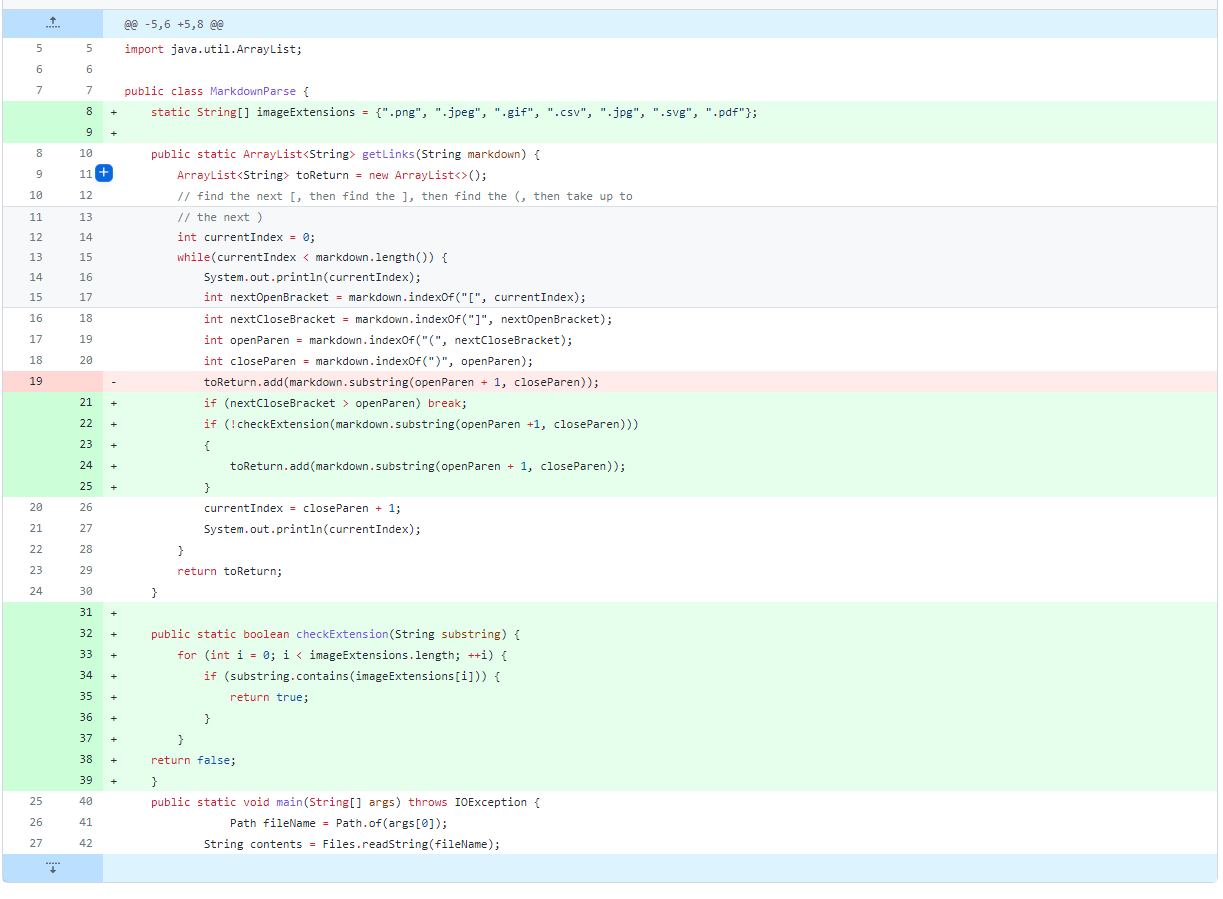 @@ -5,6 +5,8 @@
5 5 import java.util.ArrayList;
6 6
7 7 public class MarkdownParse {
8 + static String[] imageExtensions = {".png", ".jpeg", ".gif", ".csv", ".jpg", ".svg", ".pdf"};
9 +
8 10 public static ArrayList<String> getLinks(String markdown) {
9 11 + ArrayList<String> toReturn = new ArrayList<>();
10 12 // find the next [, then find the ], then find the (, then take up to
11 13 // the next )
12 14 int currentIndex = 0;
13 15 while(currentIndex < markdown.length()) {
14 16 System.out.println(currentIndex);
15 17 int nextOpenBracket = markdown.indexOf("[", currentIndex);
16 18 int nextCloseBracket = markdown.indexOf("]", nextOpenBracket);
17 19 int openParen = markdown.indexOf("(", nextCloseBracket);
18 20 int closeParen = markdown.indexOf(")", openParen);
19 - toReturn.add(markdown.substring(openParen + 1, closeParen));
21 + if (nextCloseBracket > openParen) break;
22 + if (!checkExtension(markdown.substring(openParen +1, closeParen)))
23 + {
24 + toReturn.add(markdown.substring(openParen + 1, closeParen));
25 + }
20 26 currentIndex = closeParen + 1;
21 27 System.out.println(currentIndex);
22 28 }
23 29 return toReturn;
24 30 }
31 +
32 + public static boolean checkExtension(String substring) {
33 + for (int i = 0; i < imageExtensions.length; ++i) {
34 + if (substring.contains(imageExtensions[i])) {
35 + return true;
36 + }
37 + }
38 + return false;
39 + }
25 40 public static void main(String[] args) throws IOException {
26 41 Path fileName = Path.of(args[0]);
27 42 String contents = Files.readString(fileName);